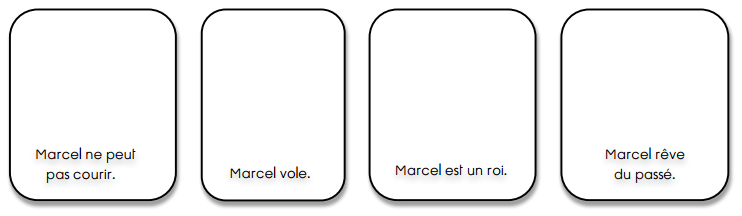 Marcel ne peut
pas courir.
Marcel vole.
Marcel est un roi.
Marcel rêve
du passé.